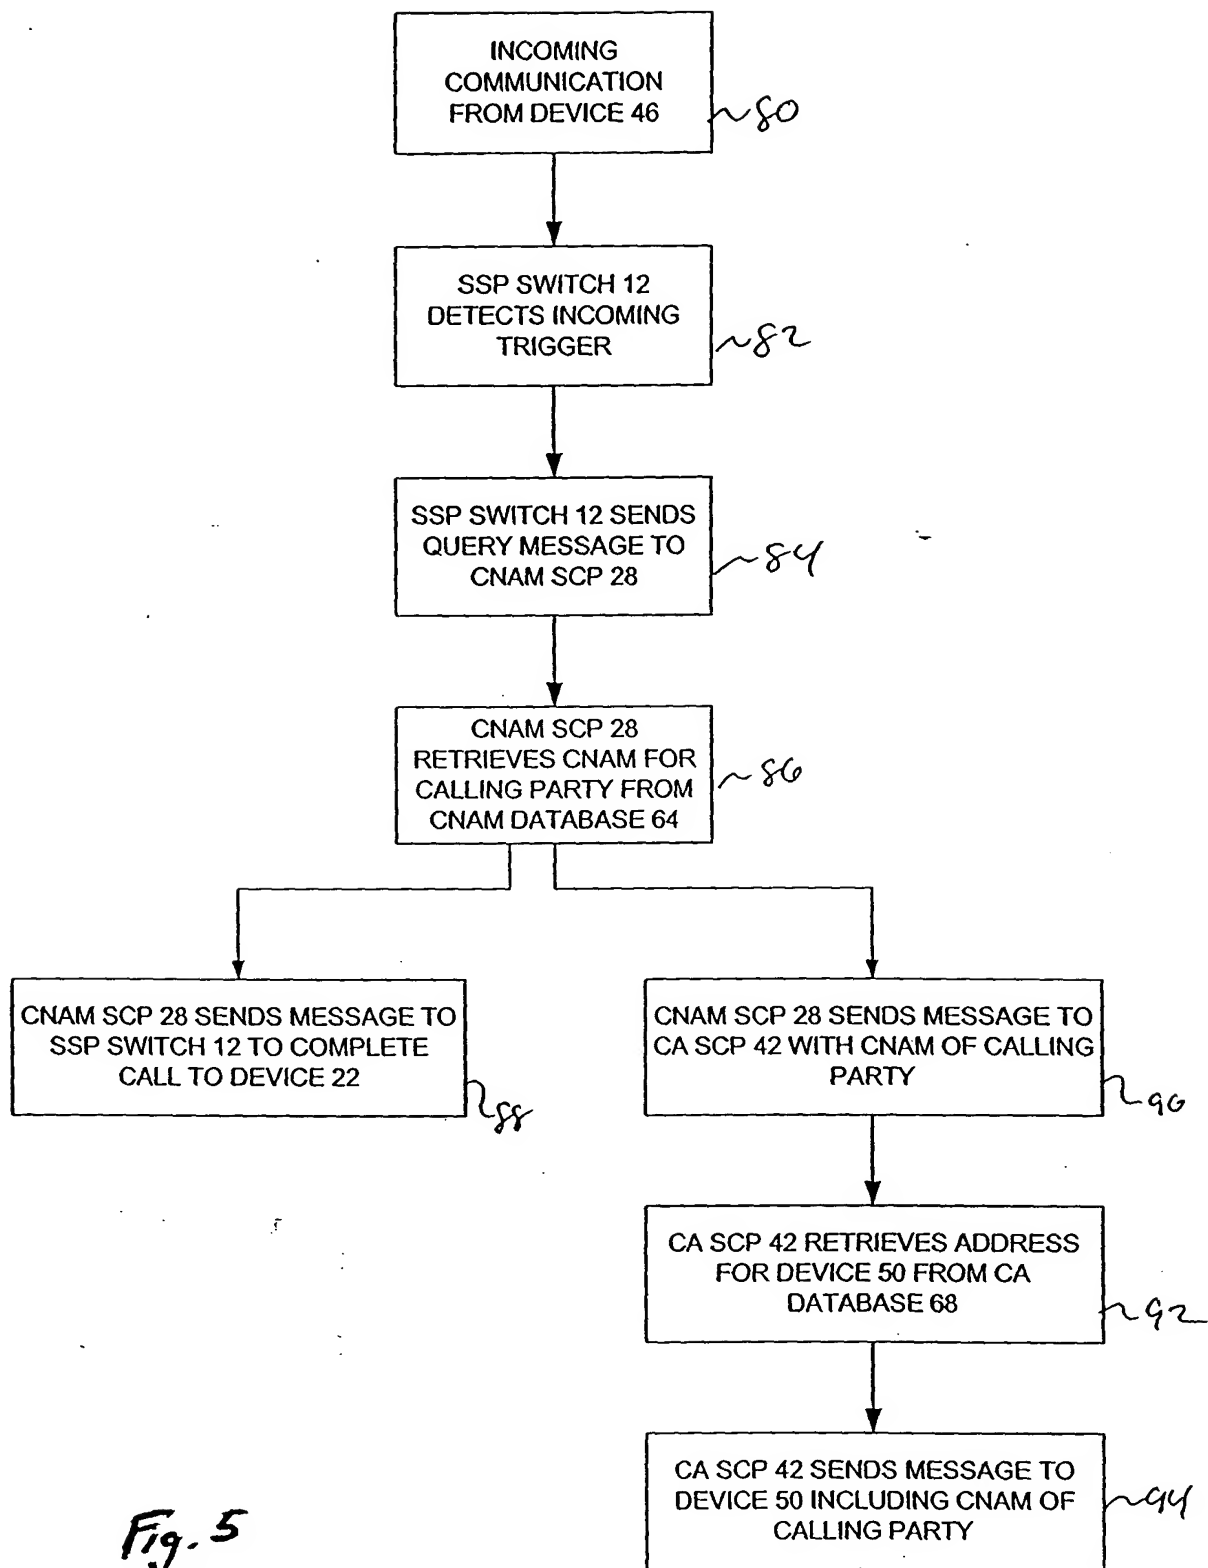 INCOMING
COMMUNICATION
FROM DEVICE 46
80
SSP SWITCH 12
DETECTS INCOMING
TRIGGER
82
SSP SWITCH 12 SENDS
QUERY MESSAGE TO
CNAM SCP 28
84
CNAM SCP 28
RETRIEVES CNAM FOR
CALLING PARTY FROM
CNAM DATABASE 64
86
CNAM SCP 28 SENDS MESSAGE TO
SSP SWITCH 12 TO COMPLETE
CALL TO DEVICE 22
88
CNAM SCP 28 SENDS MESSAGE TO
CA SCP 42 WITH CNAM OF CALLING
PARTY
90
CA SCP 42 RETRIEVES ADDRESS
FOR DEVICE 50 FROM CA
DATABASE 68
92
CA SCP 42 SENDS MESSAGE TO
DEVICE 50 INCLUDING CNAM OF
CALLING PARTY
94
Fig. 5